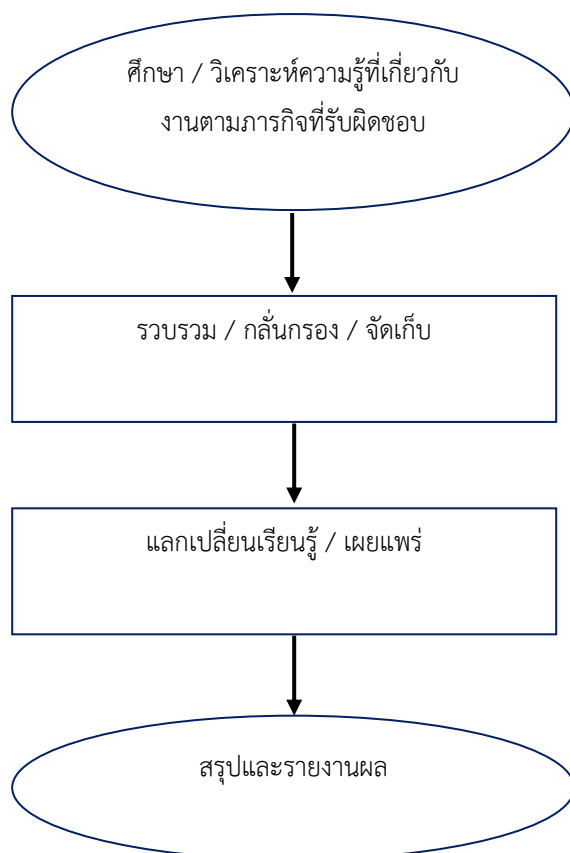 ศึกษา / วิเคราะห์ความรู้ที่เกี่ยวกับ
งานตามภารกิจที่รับผิดชอบ
รวบรวม / กลั่นกรอง / จัดเก็บ
แลกเปลี่ยนเรียนรู้ / เผยแพร่
สรุปและรายงานผล